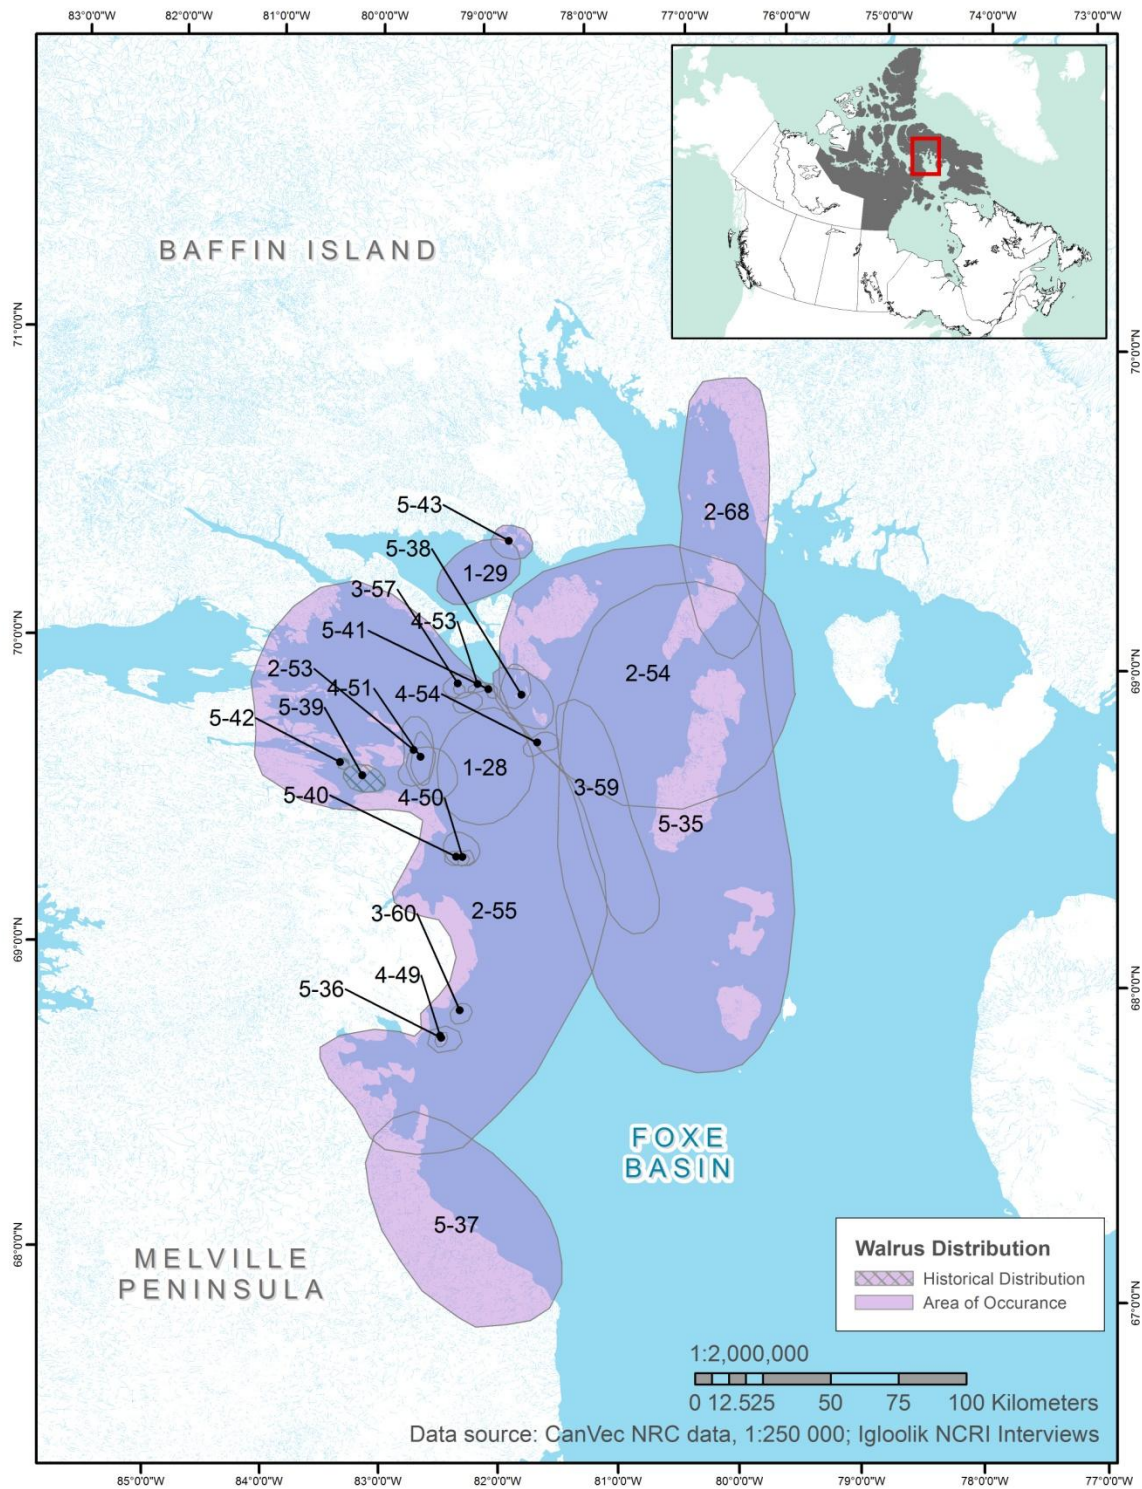 82°0'0"W
82°0'0"W
80°0'0"W
79°0'0"W
78°0'0"W
77°0'0"W
76°0'0"W
75°0'0"W
74°0'0"W
73°0'0"W
BAFFIN ISLAND
71°0'0"N
70°0'0"N
5-43
2-68
5-38
1-29
3-57
4-53
5-41
70°0'0"N
69°0'0"N
2-53
4-51
4-54
2-54
5-39
5-42
1-28
3-59
5-40
4-50
5-35
3-60
2-55
69°0'0"N
68°0'0"N
4-49
5-36
FOXE
BASIN
5-37
68°0'0"N
67°0'0"N
MELVILLE
PENINSULA
Walrus Distribution
Historical Distribution
Area of Occurance
1:2,000,000
0 12.525 50 75 100 Kilometers
Data source: CanVec NRC data, 1:250 000; Igloolik NCRI Interviews
85°0'0"W
84°0'0"W
83°0'0"W
82°0'0"W
81°0'0"W
80°0'0"W
79°0'0"W
78°0'0"W
77°0'0"W